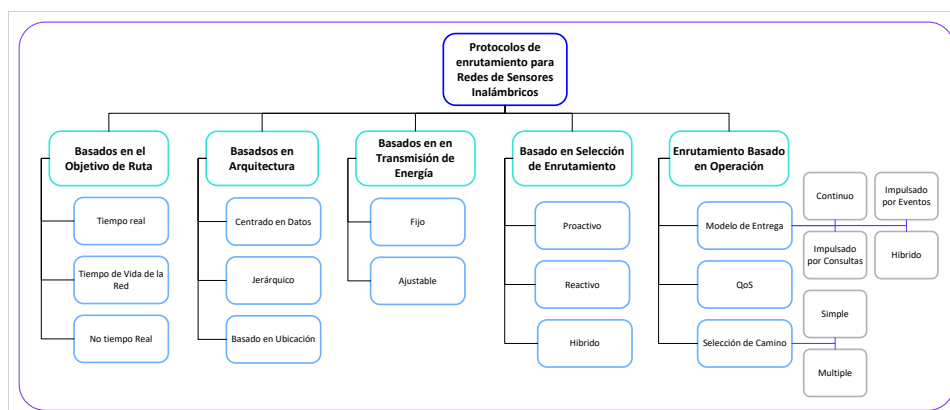 Protocolos de
enrutamiento para
Redes de Sensores
Inalámbricos
Basados en el
Objetivo de Ruta
Basadsos en
Arquitectura
Basados en en
Transmisión de
Energía
Basado en Selección
de Enrutamiento
Enrutamiento Basado
en Operación
Tiempo real
Tiempo de Vida de la
Red
No tiempo Real
Centrado en Datos
Jerárquico
Basado en Ubicación
Fijo
Ajustable
Proactivo
Reactivo
Hibrido
Modelo de Entrega
QoS
Selección de Camino
Continuo
Impulsado
por Eventos
Impulsado
por Consultas
Hibrido
Simple
Multiple